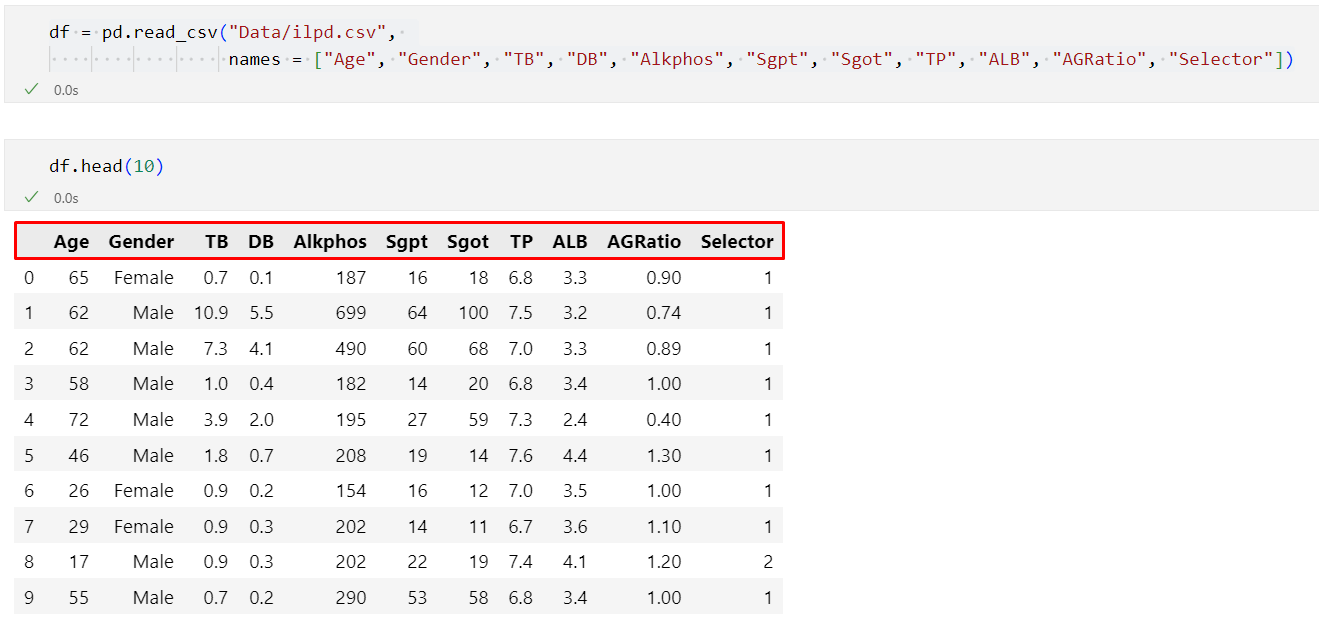 df = pd.read_csv("Data/ilpd.csv",
names = ["Age", "Gender", "TB", "DB", "Alkphos", "Sgpt", "Sgot", "TP", "ALB", "AGRatio", "Selector"])
0.0s
df.head(10)
0.0s
Age Gender TB DB Alkphos Sgpt Sgot TP ALB AGRatio Selector
0 65 Female 0.7 0.1 187 16 18 6.8 3.3 0.90 1
1 62 Male 10.9 5.5 699 64 100 7.5 3.2 0.74 1
2 62 Male 7.3 4.1 490 60 68 7.0 3.3 0.89 1
3 58 Male 1.0 0.4 182 14 20 6.8 3.4 1.00 1
4 72 Male 3.9 2.0 195 27 59 7.3 2.4 0.40 1
5 46 Male 1.8 0.7 208 19 14 7.6 4.4 1.30 1
6 26 Female 0.9 0.2 154 16 12 7.0 3.5 1.00 1
7 29 Female 0.9 0.3 202 14 11 6.7 3.6 1.10 1
8 17 Male 0.9 0.3 202 22 19 7.4 4.1 1.20 2
9 55 Male 0.7 0.2 290 53 58 6.8 3.4 1.00 1